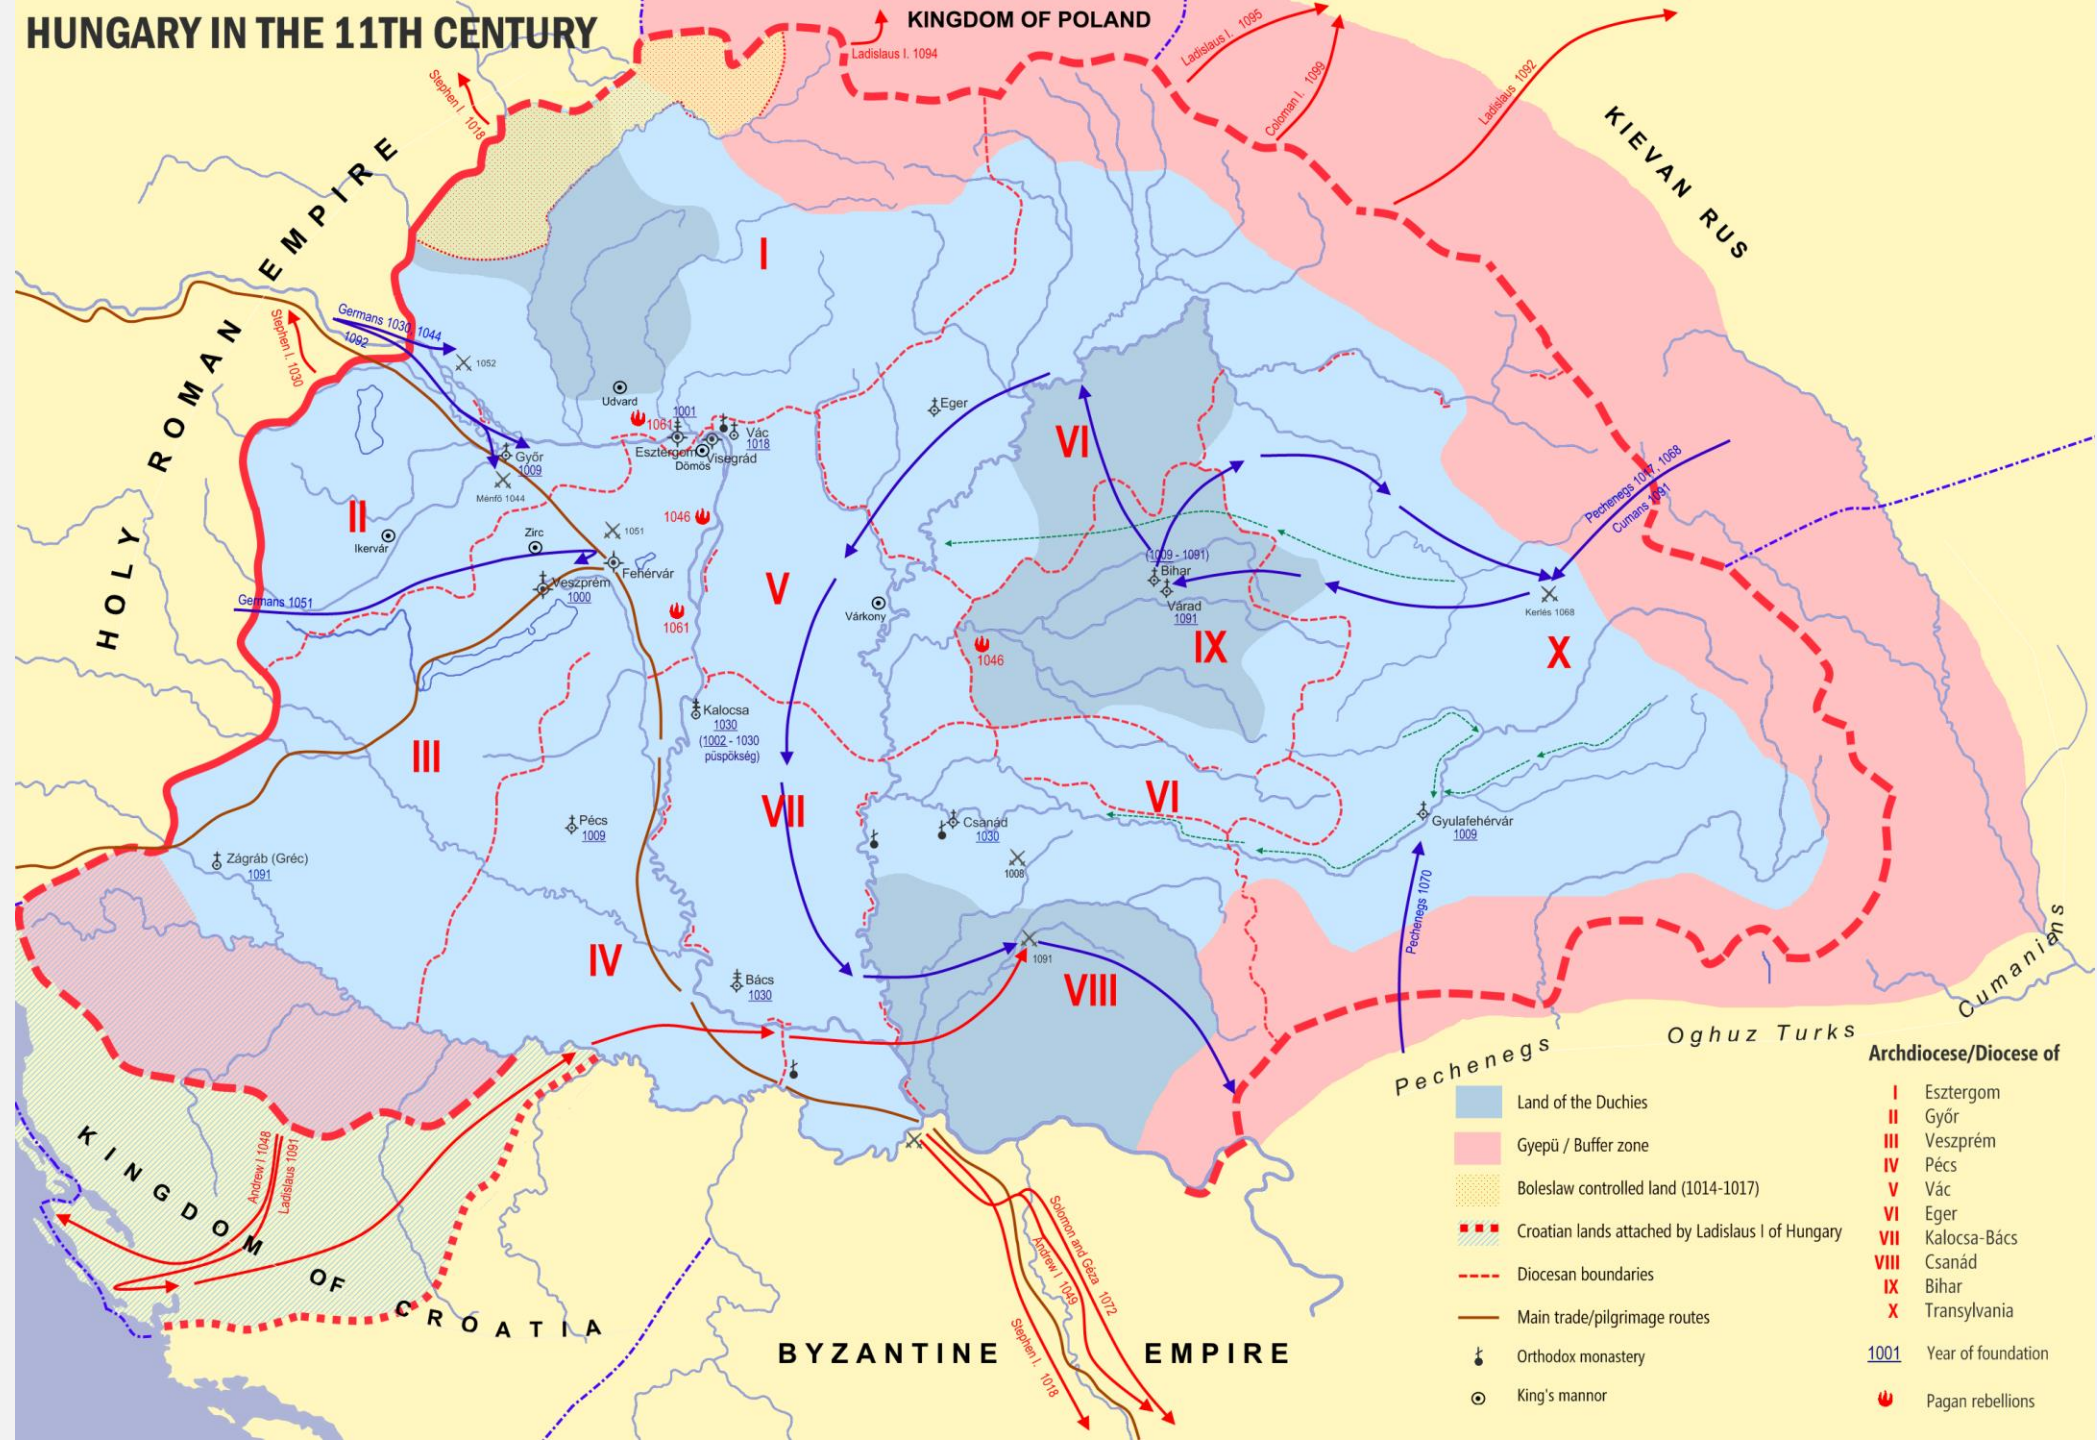 HUNGARY IN THE 11TH CENTURY
KINGDOM OF POLAND
Ladislaus I. 1094
Ladislaus I. 1095
Coloman I. 1099
Ladislaus 1092
KIEVAN RUS
Stephen I. 1018
HOLY ROMAN EMPIRE
Stephen I. 1030
Germans 1030, 1044
1092
1052
I
Udvard
1061
1001
Esztergom
Dömös
Visegrád
Vác
1018
Eger
VI
Győr
1009
Ménfő 1044
II
Ikervár
Zirc
1051
1046
Fehérvár
Veszprém
1000
Germans 1051
1061
V
Várkony
(1009 - 1091)
Bihar
Várad
1091
IX
1046
Pechenegs 1017, 1068
Cumans 1091
Kerlés 1068
X
Kalocsa
1030
(1002 - 1030
püspökség)
III
VII
VI
Pécs
1009
Csanád
1030
1008
Gyulafehérvár
1009
Zágráb (Gréc)
1091
Pechenegs 1070
IV
Bács
1030
1091
VIII
Cumanians
Oghuz Turks
Pechenegs
KINGDOM OF CROATIA
Andrew I 1048
Ladislaus 1091
Solomon and Géza 1072
Andrew I 1049
Stephen I. 1018
BYZANTINE EMPIRE
Land of the Duchies
Gyepü / Buffer zone
Boleslaw controlled land (1014-1017)
Croatian lands attached by Ladislaus I of Hungary
Diocesan boundaries
Main trade/pilgrimage routes
Orthodox monastery
King's mannor
Archdiocese/Diocese of
I Esztergom
II Győr
III Veszprém
IV Pécs
V Vác
VI Eger
VII Kalocsa-Bács
VIII Csanád
IX Bihar
X Transylvania
1001 Year of foundation
Pagan rebellions